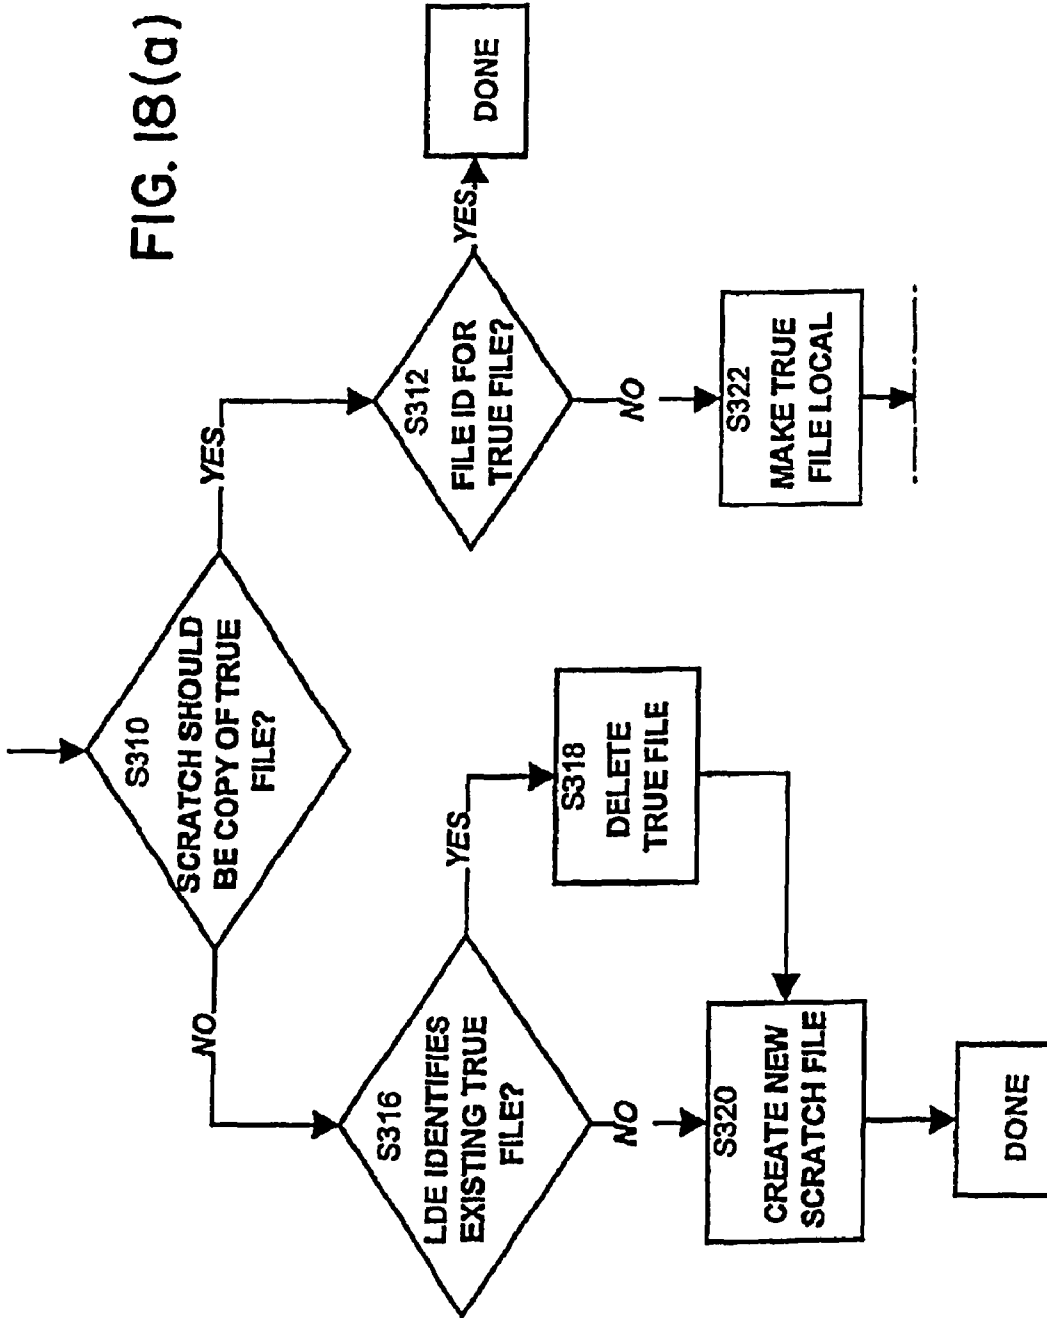 FIG. 18(a)
S310
SCRATCH SHOULD
BE COPY OF TRUE
FILE?
NO
YES
S316
LDE IDENTIFIES
EXISTING TRUE
FILE?
YES
NO
S318
DELETE
TRUE FILE
S320
CREATE NEW
SCRATCH FILE
DONE
S312
FILE ID FOR
TRUE FILE?
YES
DONE
NO
S322
MAKE TRUE
FILE LOCAL